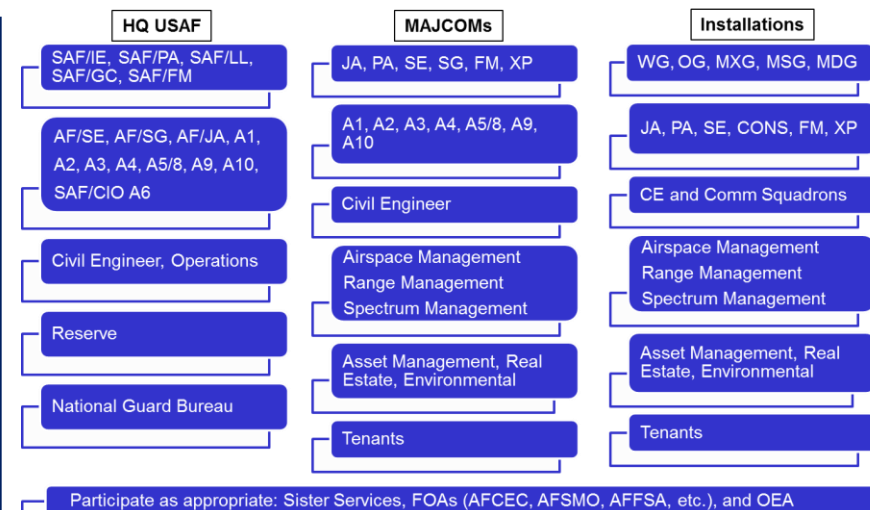 HQ USAF
SAF/IE, SAF/PA, SAF/LL,
SAF/GC, SAF/FM
AF/SE, AF/SG, AF/JA, A1,
A2, A3, A4, A5/8, A9, A10,
SAF/CIO A6
Civil Engineer, Operations
Reserve
National Guard Bureau
MAJCOMs
JA, PA, SE, SG, FM, XP
A1, A2, A3, A4, A5/8, A9,
A10
Civil Engineer
Airspace Management
Range Management
Spectrum Management
Asset Management, Real
Estate, Environmental
Tenants
Installations
WG, OG, MXG, MSG, MDG
JA, PA, SE, CONS, FM, XP
CE and Comm Squadrons
Airspace Management
Range Management
Spectrum Management
Asset Management, Real
Estate, Environmental
Tenants
Participate as appropriate: Sister Services, FOAs (AFCEC, AFSMO, AFFSA, etc.), and OEA